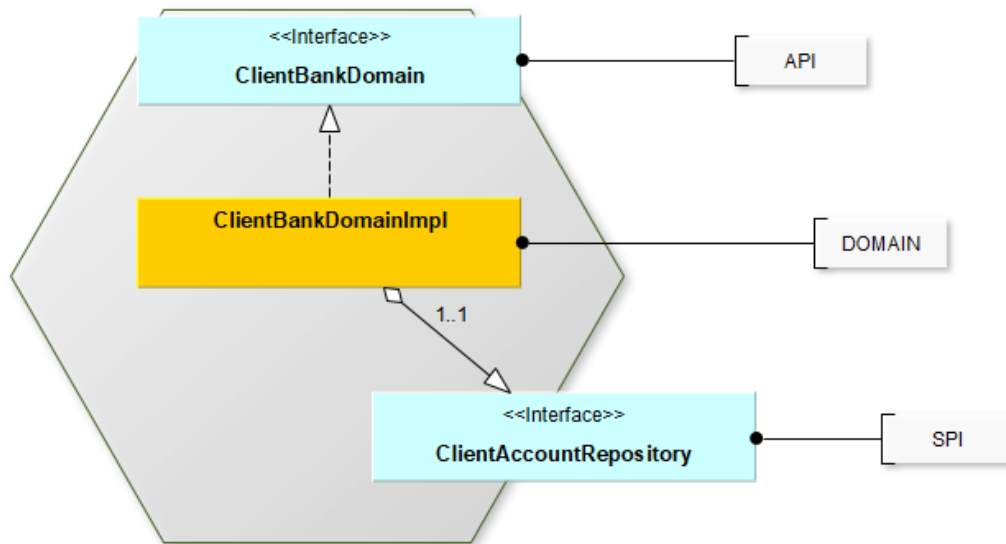 <<Interface>>
ClientBankDomain
API
ClientBankDomainImpl
DOMAIN
1..1
<<Interface>>
ClientAccountRepository
SPI